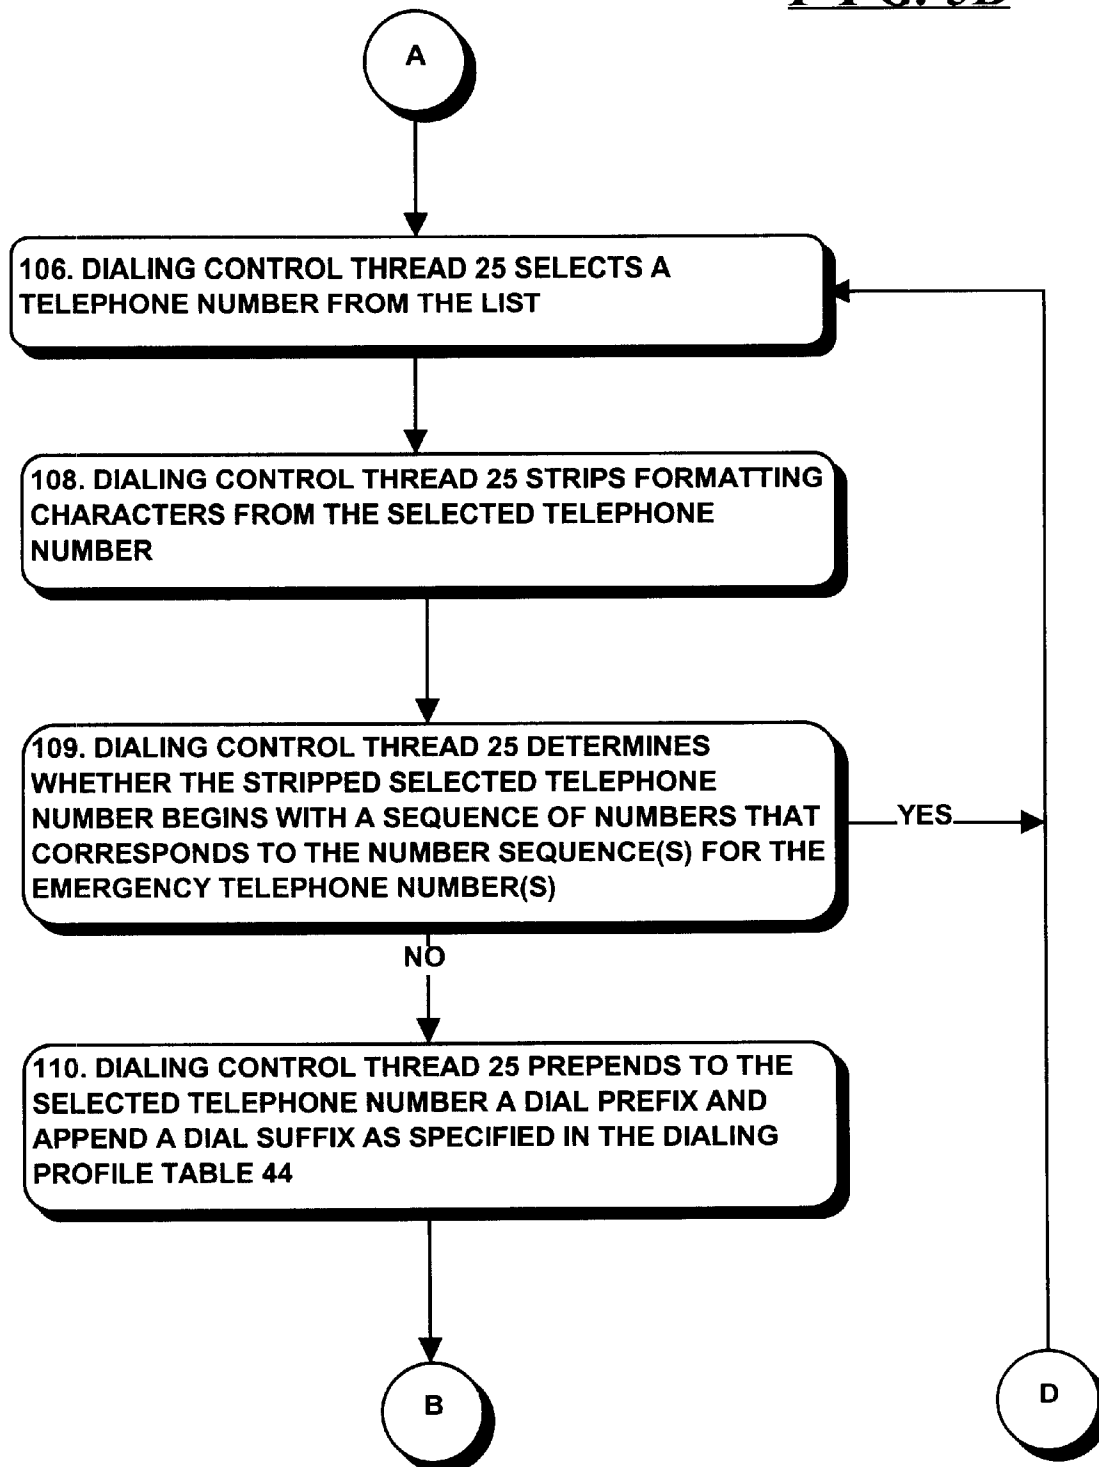 A
106. DIALING CONTROL THREAD 25 SELECTS A
TELEPHONE NUMBER FROM THE LIST
108. DIALING CONTROL THREAD 25 STRIPS FORMATTING
CHARACTERS FROM THE SELECTED TELEPHONE
NUMBER
109. DIALING CONTROL THREAD 25 DETERMINES
WHETHER THE STRIPPED SELECTED TELEPHONE
NUMBER BEGINS WITH A SEQUENCE OF NUMBERS THAT
CORRESPONDS TO THE NUMBER SEQUENCE(S) FOR THE
EMERGENCY TELEPHONE NUMBER(S)
YES
NO
110. DIALING CONTROL THREAD 25 PREPENDS TO THE
SELECTED TELEPHONE NUMBER A DIAL PREFIX AND
APPEND A DIAL SUFFIX AS SPECIFIED IN THE DIALING
PROFILE TABLE 44
B
D